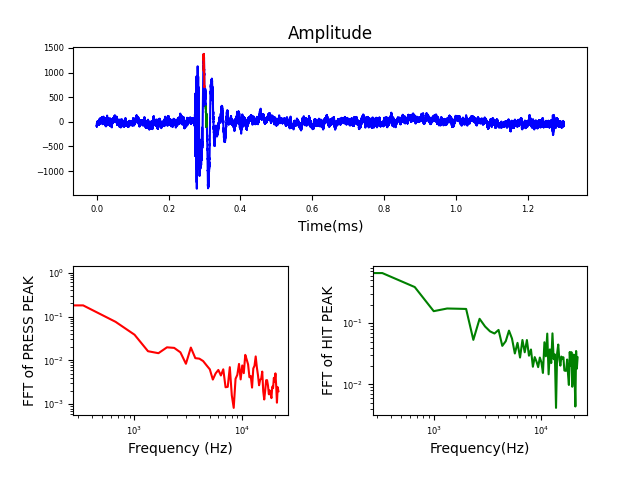 Amplitude
1500
1000
500
0
−500
−1000
0.0 0.2 0.4 0.6 0.8 1.0 1.2
Time(ms)
FFT of PRESS PEAK
10⁰
10⁻¹
10⁻²
10⁻³
10³ 10⁴
Frequency (Hz)
FFT of HIT PEAK
10⁻¹
10⁻²
10³ 10⁴
Frequency(Hz)